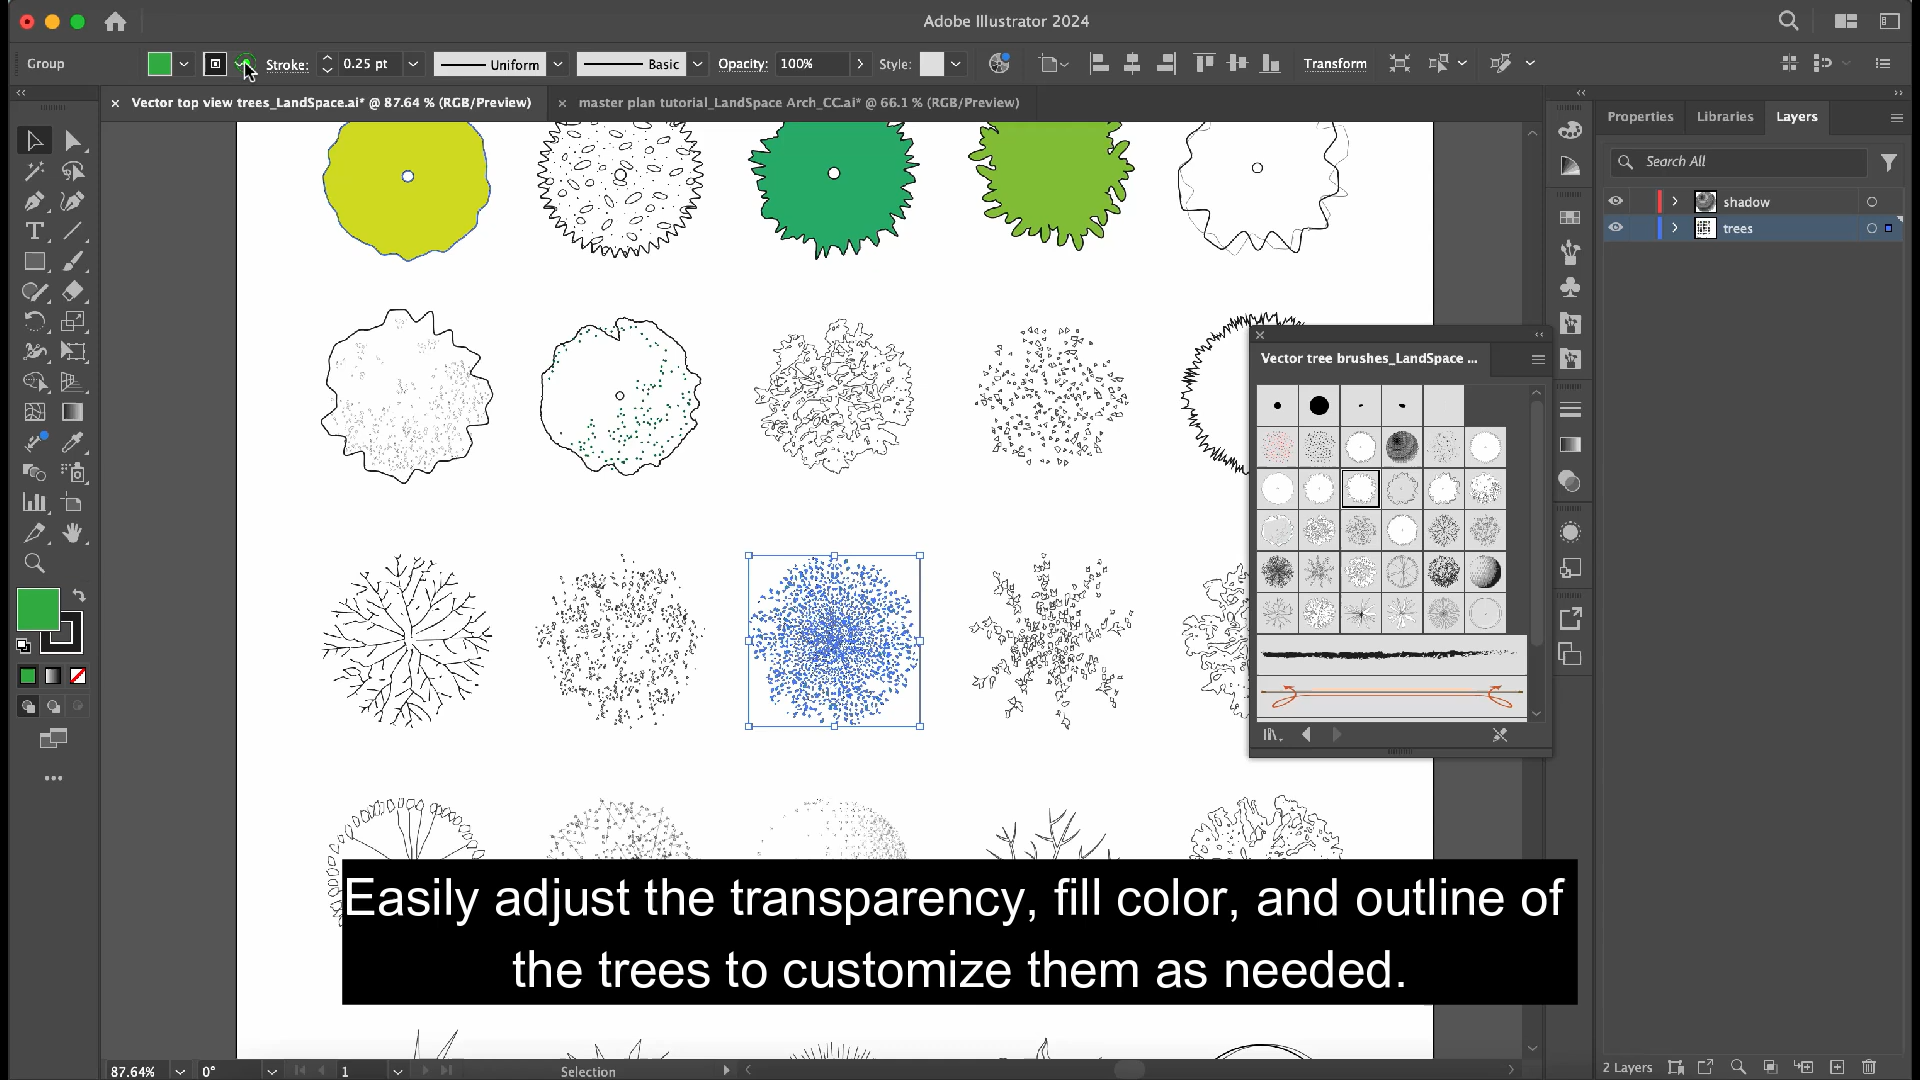 Adobe Illustrator 2024
Group Stroke: 0.25 pt Uniform Basic Opacity: 100% Style: Transform
Vector top view trees_LandSpace.ai* @ 87.64 % (RGB/Preview) master plan tutorial_LandSpace Arch_CC.ai* @ 66.1 % (RGB/Preview)
Properties Libraries Layers
Search All
shadow
trees
Vector tree brushes_LandSpace ...
Easily adjust the transparency, fill color, and outline of
the trees to customize them as needed.
87.64% 0° 1 Selection 2 Layers